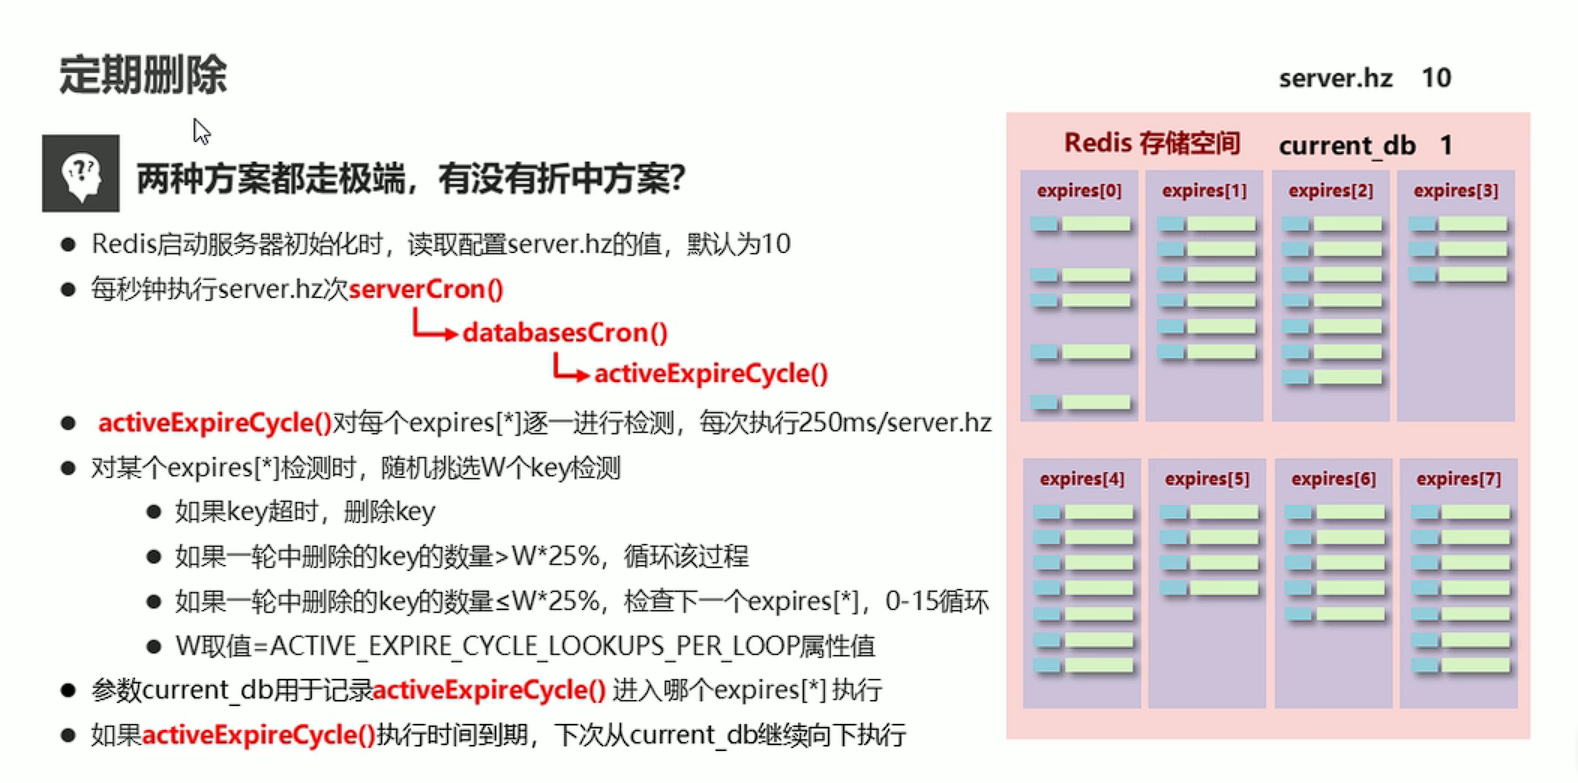 定期删除
server.hz 10
两种方案都走极端，有没有折中方案?
Redis启动服务器初始化时，读取配置server.hz的值，默认为10
每秒钟执行server.hz次serverCron()
databasesCron()
activeExpireCycle()
activeExpireCycle()对每个expires[*]逐一进行检测，每次执行250ms/server.hz
对某个expires[*]检测时，随机挑选W个key检测
如果key超时，删除key
如果一轮中删除的key的数量>W*25%，循环该过程
如果一轮中删除的key的数量≤W*25%，检查下一个expires[*]，0-15循环
W取值=ACTIVE_EXPIRE_CYCLE_LOOKUPS_PER_LOOP属性值
参数current_db用于记录activeExpireCycle() 进入哪个expires[*] 执行
如果activeExpireCycle()执行时间到期，下次从current_db继续向下执行
Redis 存储空间 current_db 1
expires[0] expires[1] expires[2] expires[3]
expires[4] expires[5] expires[6] expires[7]